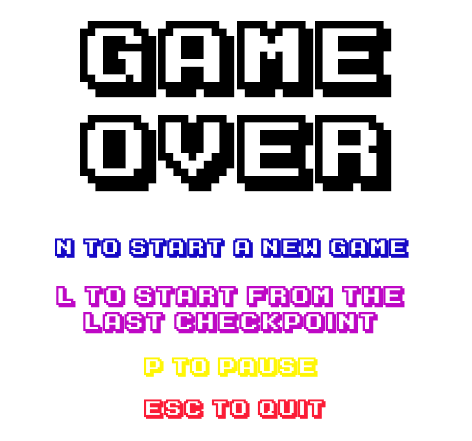 GAME
OVER
N TO START A NEW GAME
L TO START FROM THE
LAST CHECKPOINT
P TO PAUSE
ESC TO QUIT